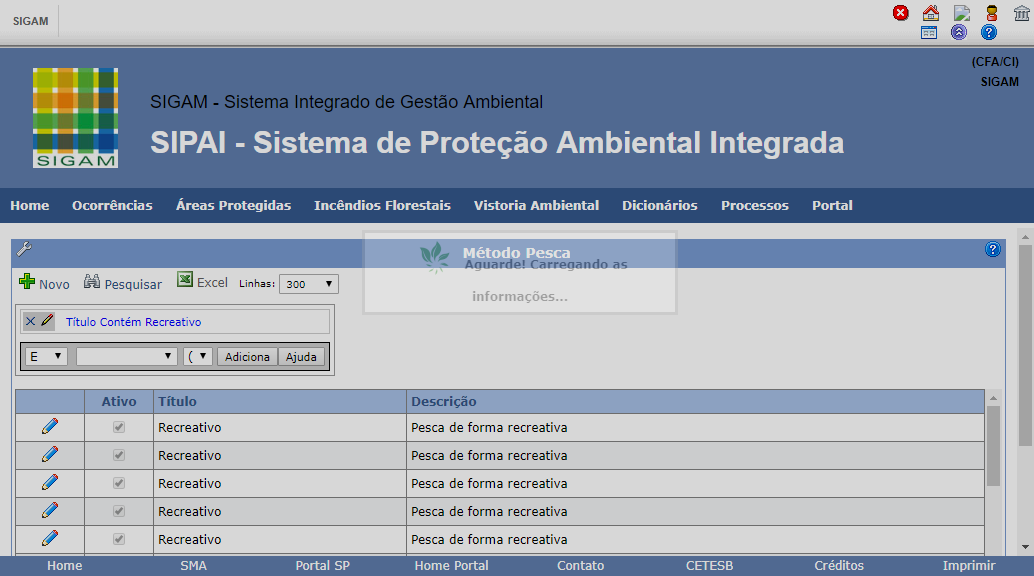 SIGAM
(CFA/CI)
SIGAM
SIGAM
SIGAM - Sistema Integrado de Gestão Ambiental
SIPAI - Sistema de Proteção Ambiental Integrada
Home Ocorrências Áreas Protegidas Incêndios Florestais Vistoria Ambiental Dicionários Processos Portal
Método Pesca
Aguarde! Carregando as
informações...
Novo Pesquisar Excel Linhas: 300
Título Contém Recreativo
E ( Adiciona Ajuda
Ativo Título Descrição
Recreativo Pesca de forma recreativa
Recreativo Pesca de forma recreativa
Recreativo Pesca de forma recreativa
Recreativo Pesca de forma recreativa
Recreativo Pesca de forma recreativa
Home SMA Portal SP Home Portal Contato CETESB Créditos Imprimir